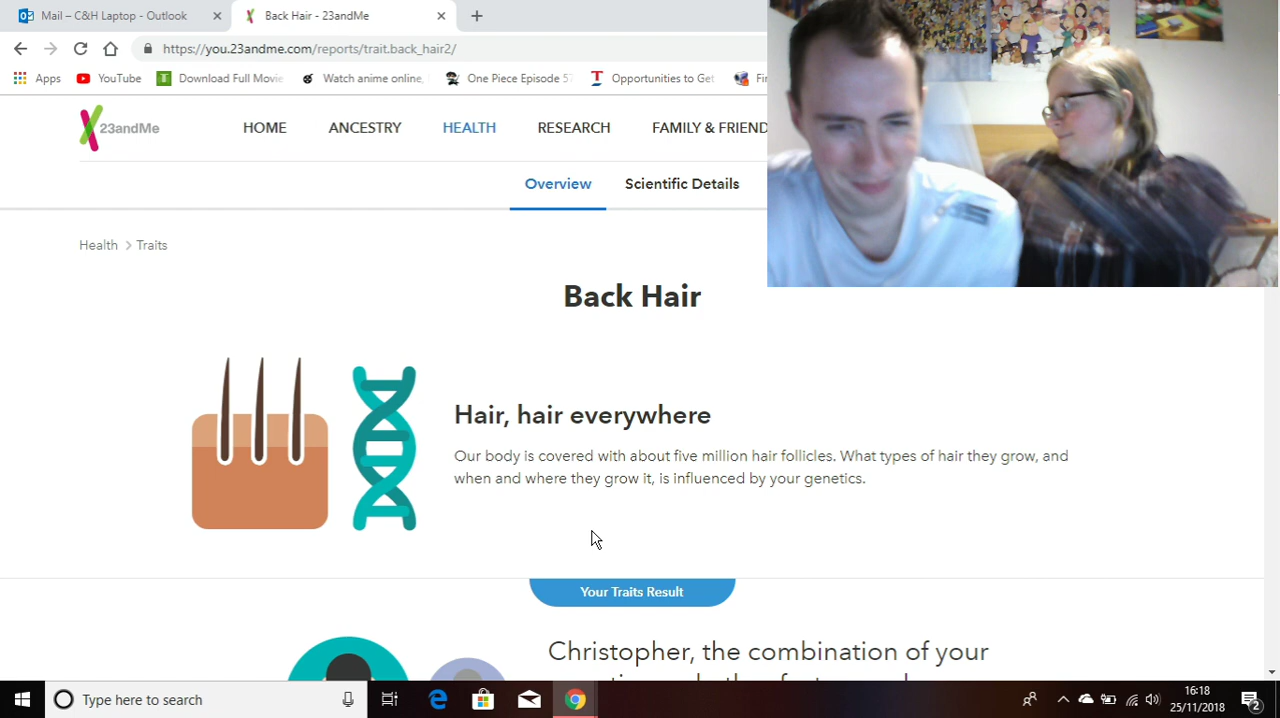 Mail – C&H Laptop - Outlook
Back Hair - 23andMe
https://you.23andme.com/reports/trait.back_hair2/
Apps
YouTube
Download Full Movie
Watch anime online,
One Piece Episode 57
Opportunities to Get
23andMe
HOME
ANCESTRY
HEALTH
RESEARCH
FAMILY & FRIEND
Overview
Scientific Details
Health > Traits
Back Hair
Hair, hair everywhere
Our body is covered with about five million hair follicles. What types of hair they grow, and
when and where they grow it, is influenced by your genetics.
Your Traits Result
Christopher, the combination of your
Type here to search
16:18
25/11/2018
2